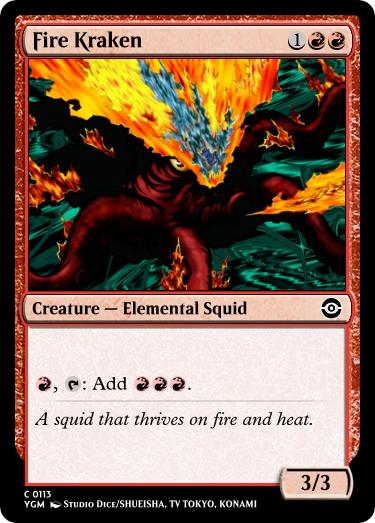 Fire Kraken 1
Creature — Elemental Squid
, : Add .
A squid that thrives on fire and heat.
3/3
C 0113
YGM Studio Dice/SHUEISHA, TV TOKYO, KONAMI